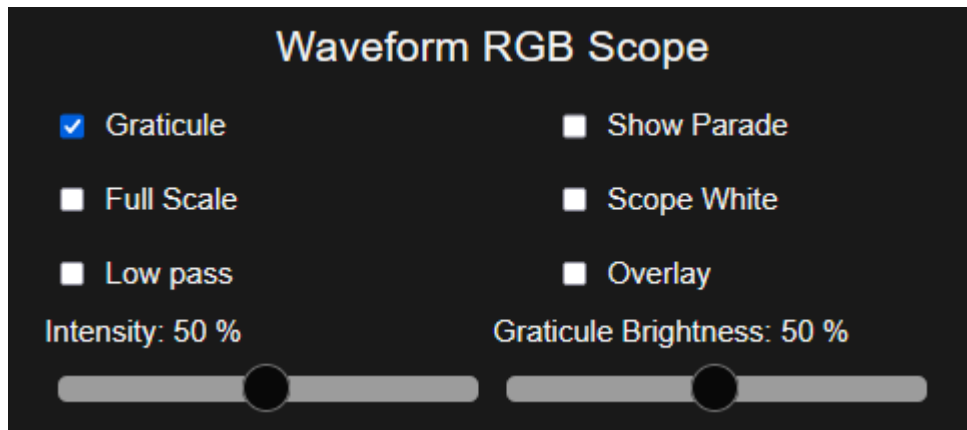 Waveform RGB Scope
Graticule
Show Parade
Full Scale
Scope White
Low pass
Overlay
Intensity: 50 %
Graticule Brightness: 50 %